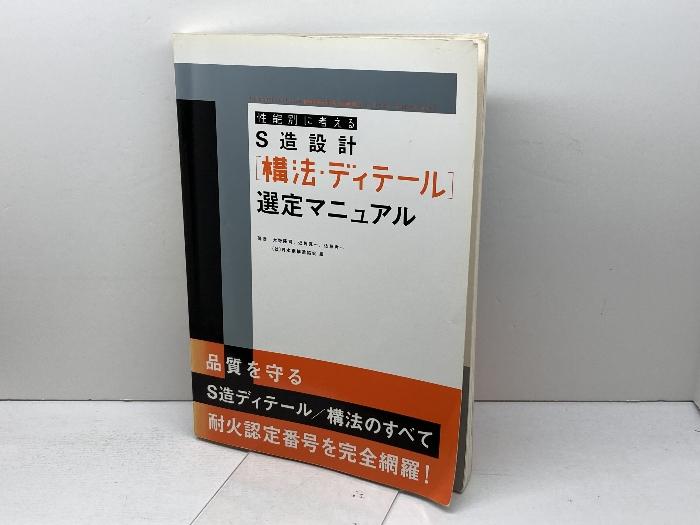 性能別に考える
S造設計
[構法・ディテール]
選定マニュアル
品質を守る
S造ディテール/構法のすべて
耐火認定番号を完全網羅!